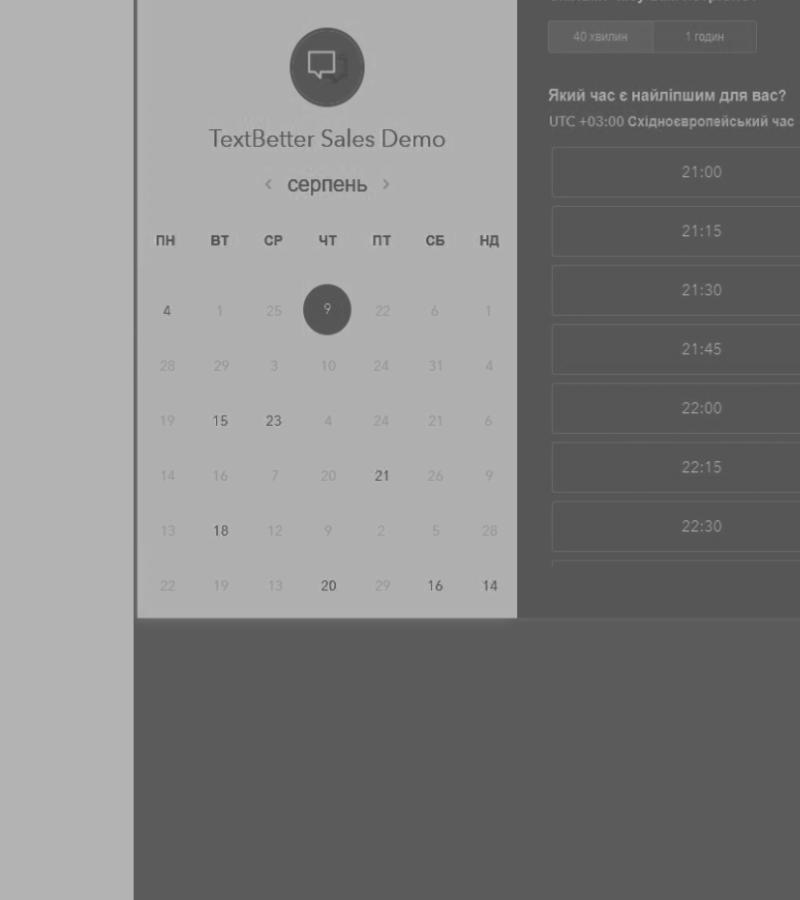 40 хвилин 1 годин
Який час є найліпшим для вас?
UTC +03:00 Східноєвропейський час
TextBetter Sales Demo
‹ серпень ›
ПН ВТ СР ЧТ ПТ СБ НД
4 1 25 9 22 6 1
28 29 3 10 24 31 4
19 15 23 4 24 21 6
14 16 7 20 21 26 9
13 18 12 9 2 5 28
22 19 13 20 29 16 14
21:00
21:15
21:30
21:45
22:00
22:15
22:30